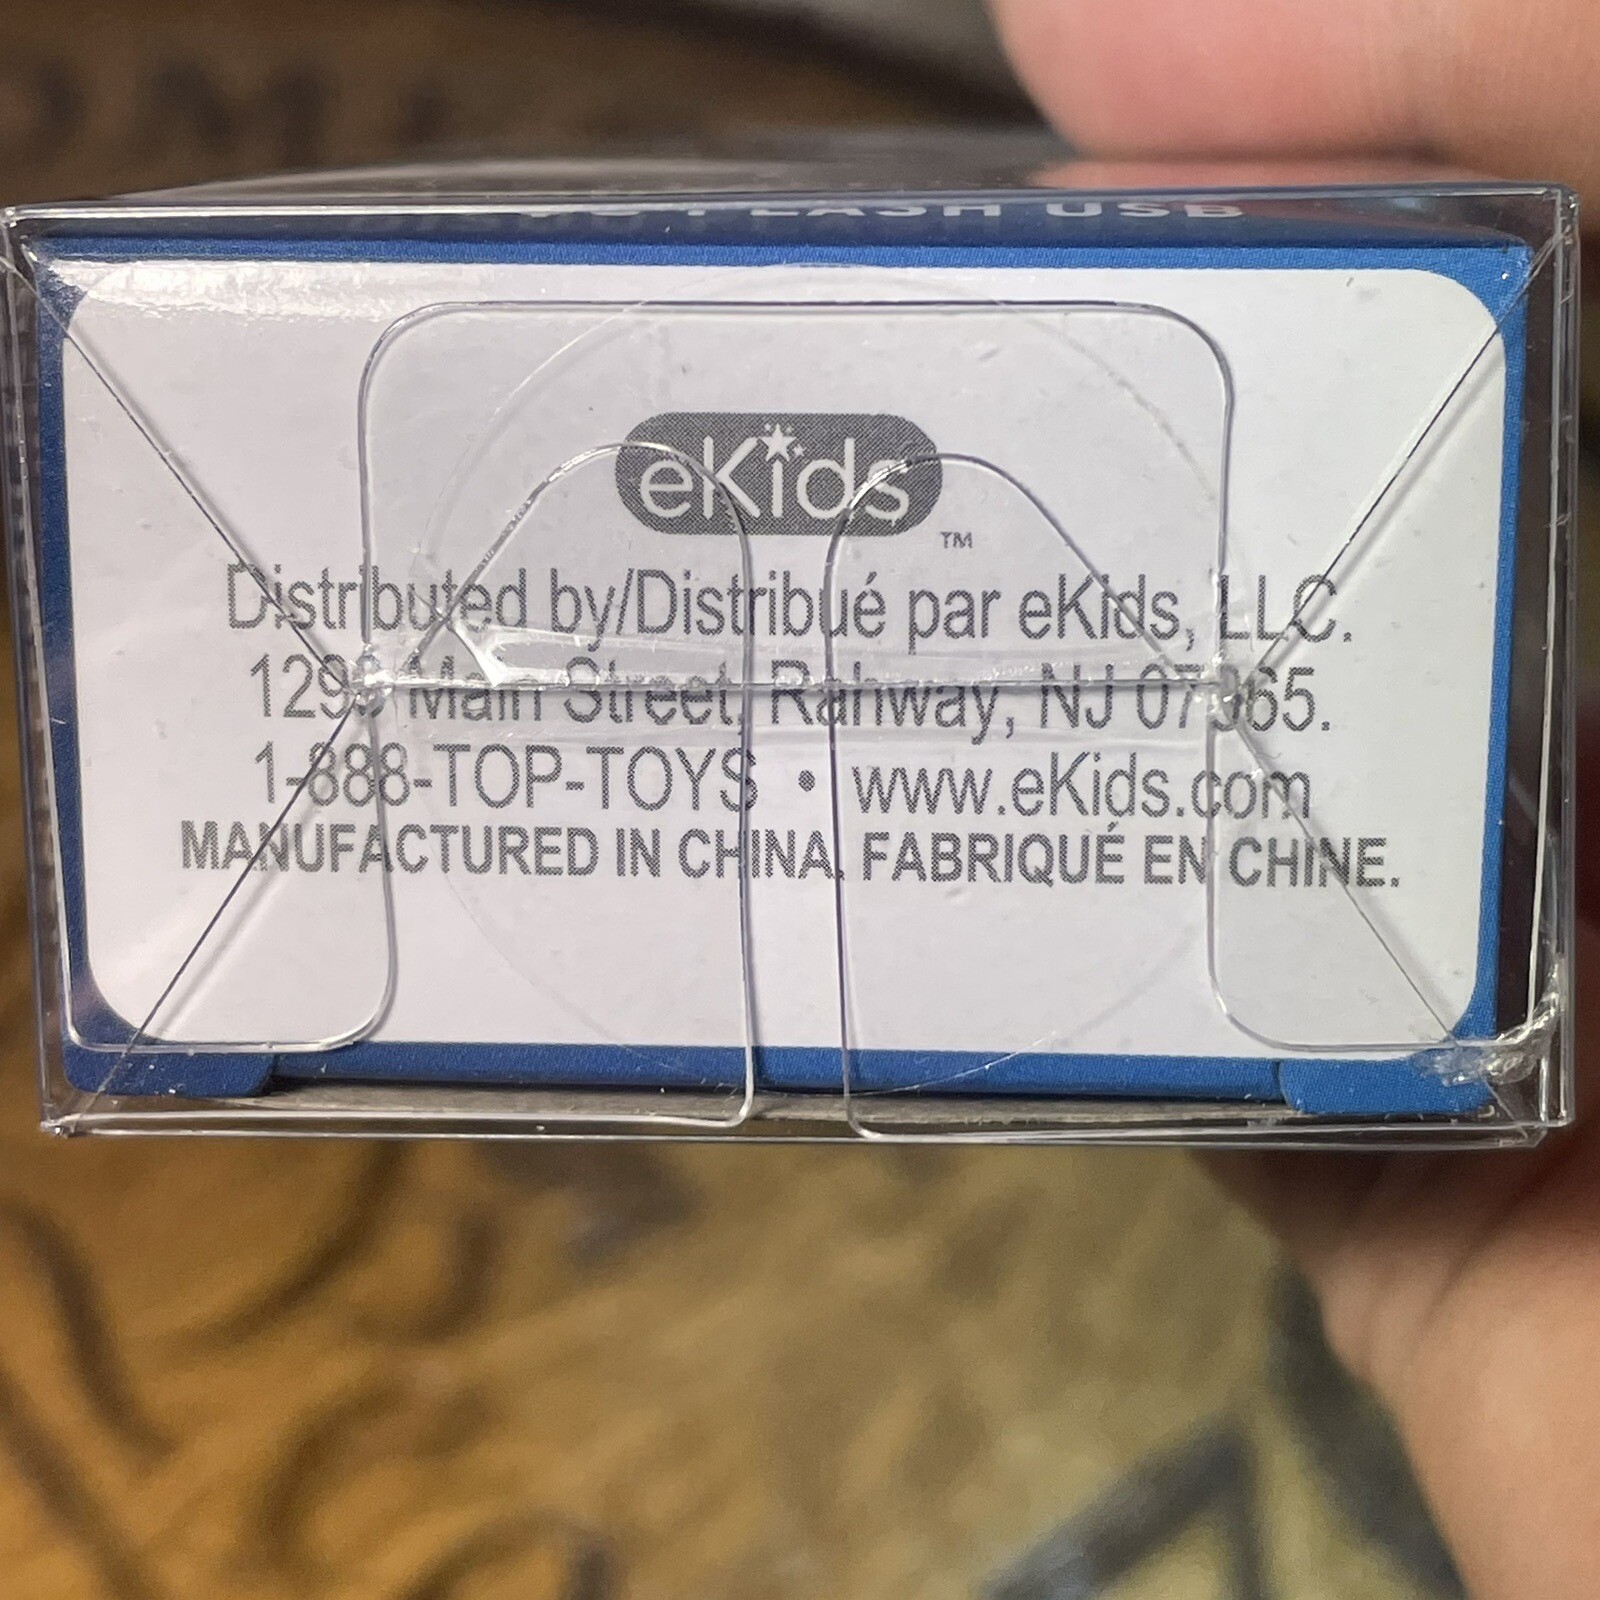 FLASH USB
eKids
TM
Distributed by/Distribué par eKids, LLC.
1299 Main Street, Rahway, NJ 07065.
1-888-TOP-TOYS • www.eKids.com
MANUFACTURED IN CHINA. FABRIQUÉ EN CHINE.